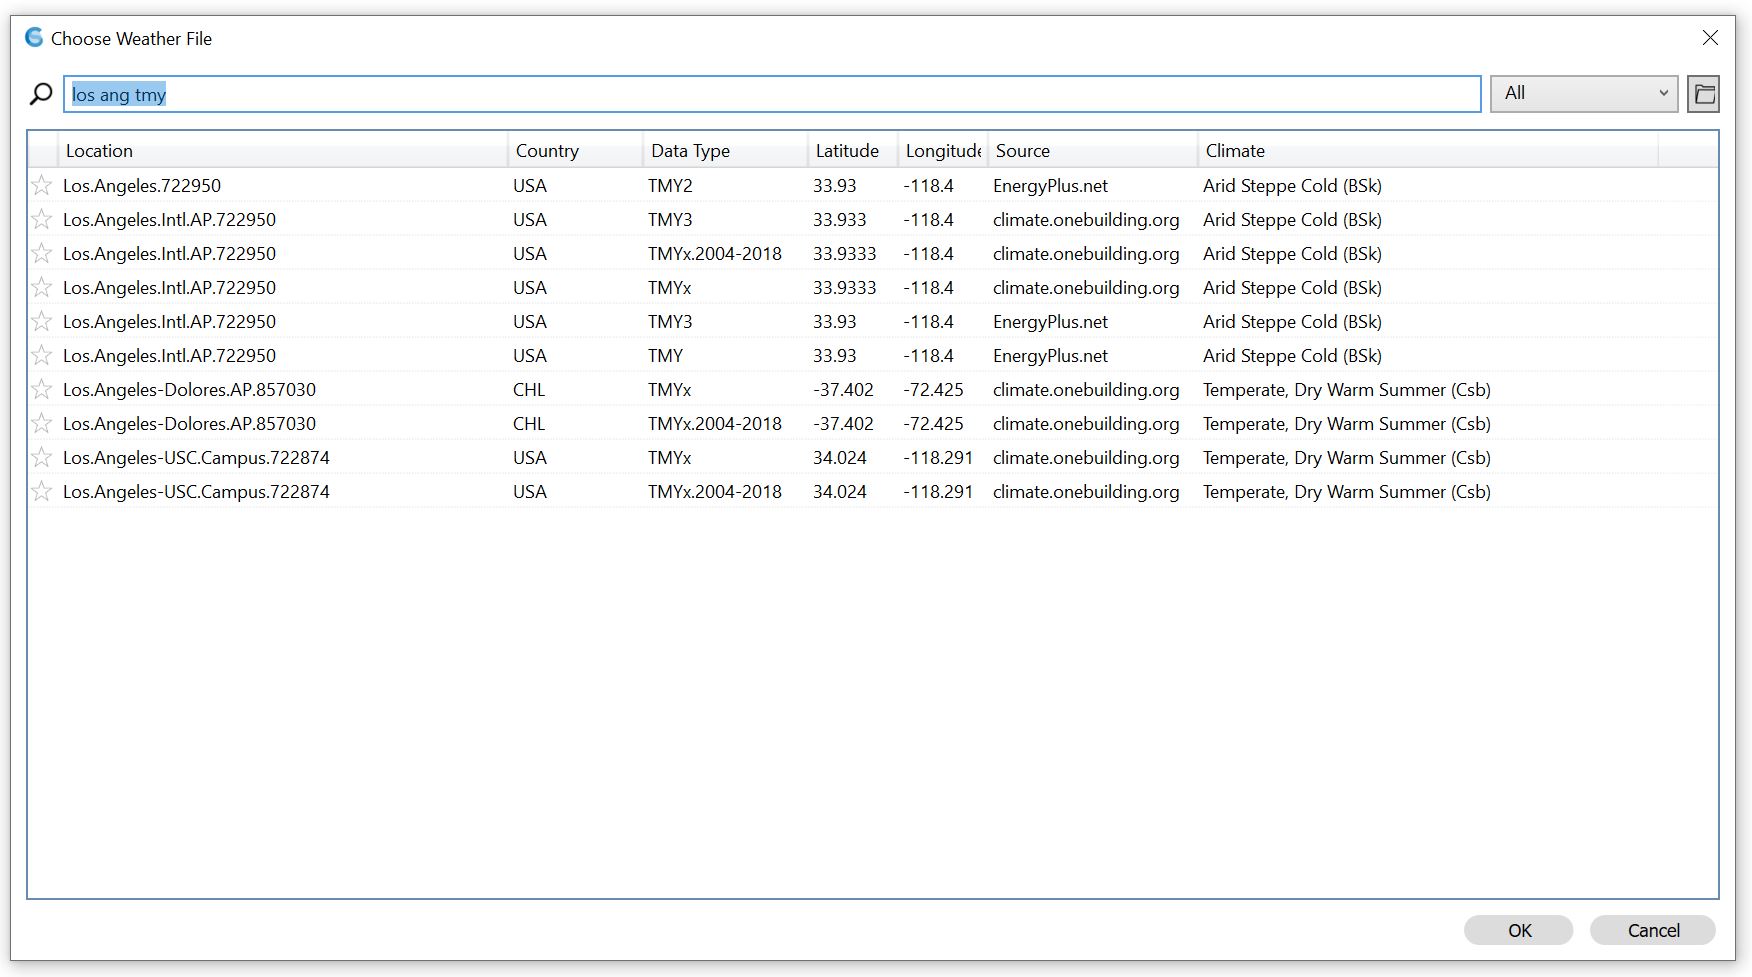 Choose Weather File
los ang tmy All
Location Country Data Type Latitude Longitude Source Climate
Los.Angeles.722950 USA TMY2 33.93 -118.4 EnergyPlus.net Arid Steppe Cold (BSk)
Los.Angeles.Intl.AP.722950 USA TMY3 33.933 -118.4 climate.onebuilding.org Arid Steppe Cold (BSk)
Los.Angeles.Intl.AP.722950 USA TMYx.2004-2018 33.9333 -118.4 climate.onebuilding.org Arid Steppe Cold (BSk)
Los.Angeles.Intl.AP.722950 USA TMYx 33.9333 -118.4 climate.onebuilding.org Arid Steppe Cold (BSk)
Los.Angeles.Intl.AP.722950 USA TMY3 33.93 -118.4 EnergyPlus.net Arid Steppe Cold (BSk)
Los.Angeles.Intl.AP.722950 USA TMY 33.93 -118.4 EnergyPlus.net Arid Steppe Cold (BSk)
Los.Angeles-Dolores.AP.857030 CHL TMYx -37.402 -72.425 climate.onebuilding.org Temperate, Dry Warm Summer (Csb)
Los.Angeles-Dolores.AP.857030 CHL TMYx.2004-2018 -37.402 -72.425 climate.onebuilding.org Temperate, Dry Warm Summer (Csb)
Los.Angeles-USC.Campus.722874 USA TMYx 34.024 -118.291 climate.onebuilding.org Temperate, Dry Warm Summer (Csb)
Los.Angeles-USC.Campus.722874 USA TMYx.2004-2018 34.024 -118.291 climate.onebuilding.org Temperate, Dry Warm Summer (Csb)
OK Cancel